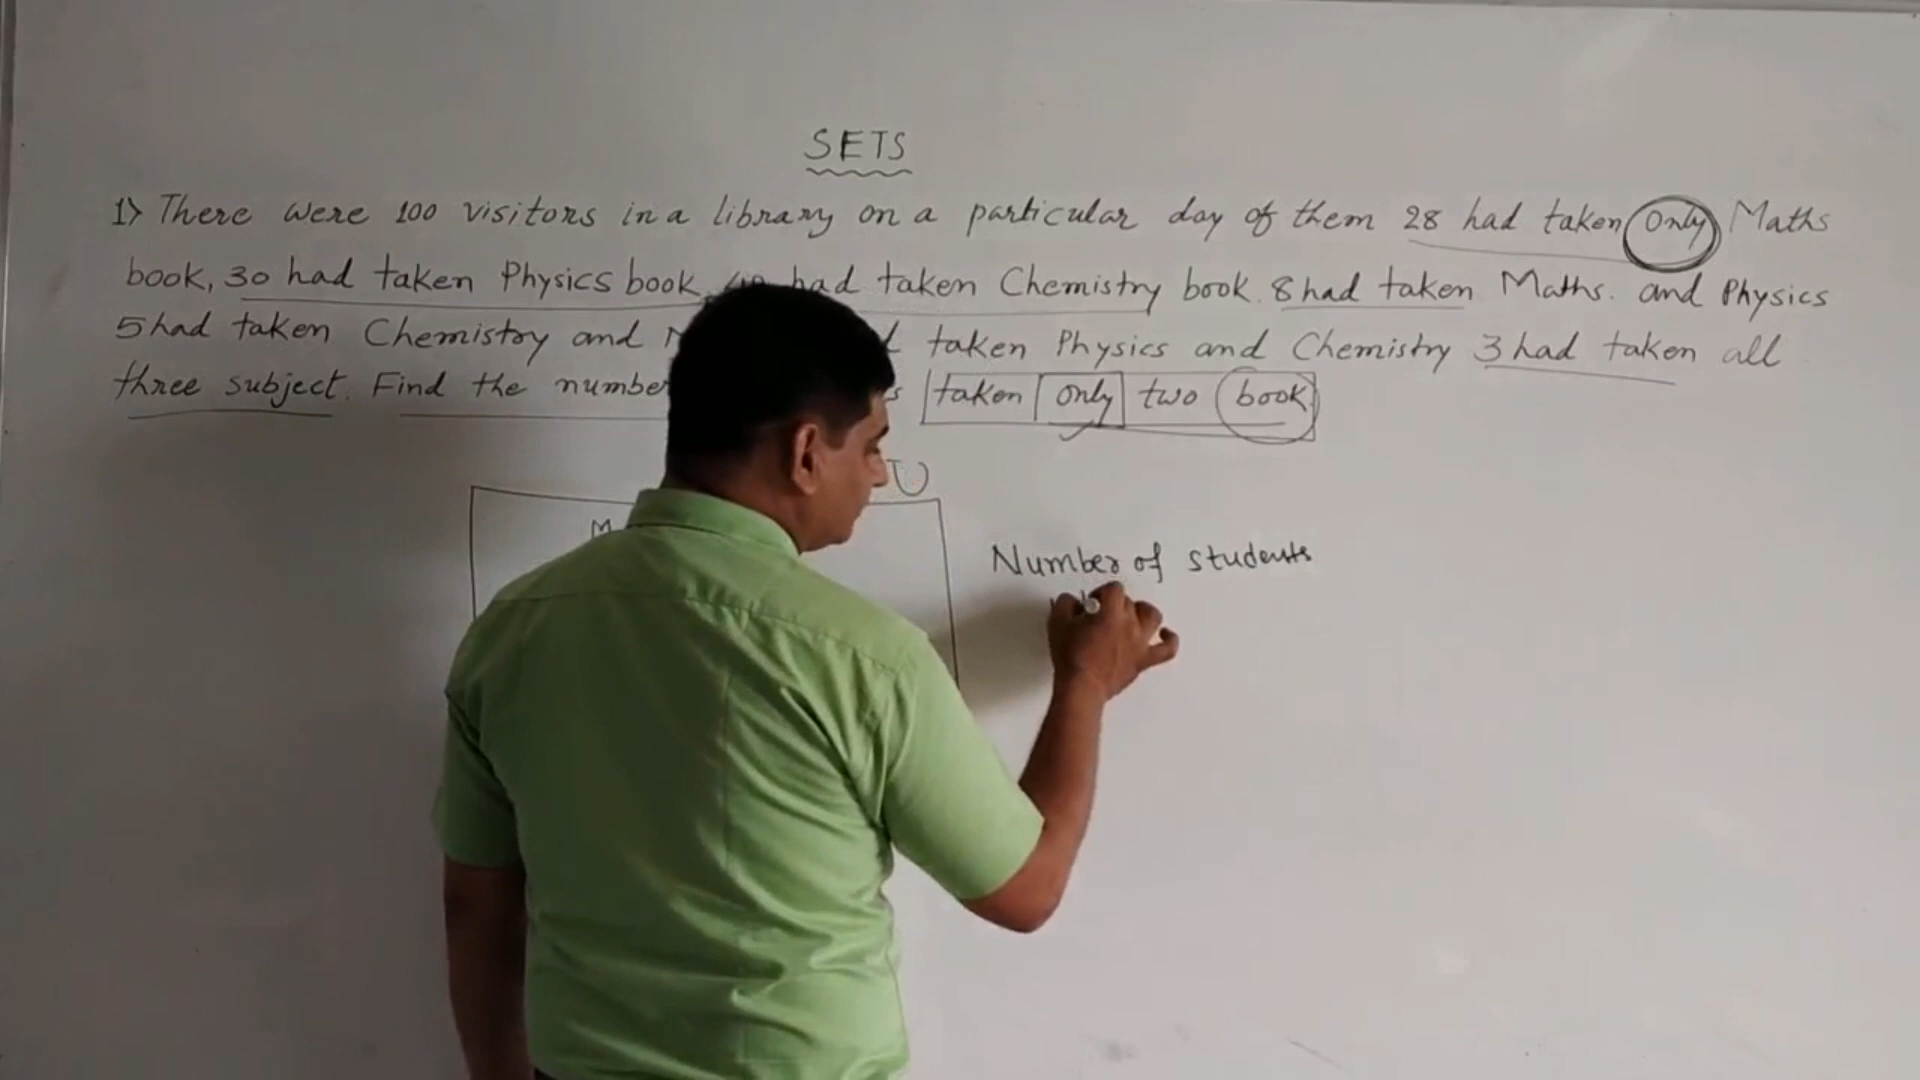 SETS
1> There were 100 visitors in a library on a particular day of them 28 had taken Only Maths
book, 30 had taken Physics book had taken Chemistry book. 8 had taken Maths. and Physics
5 had taken Chemistry and taken Physics and Chemistry 3 had taken all
three subject. Find the number taken only two book.
U
M
Number of students